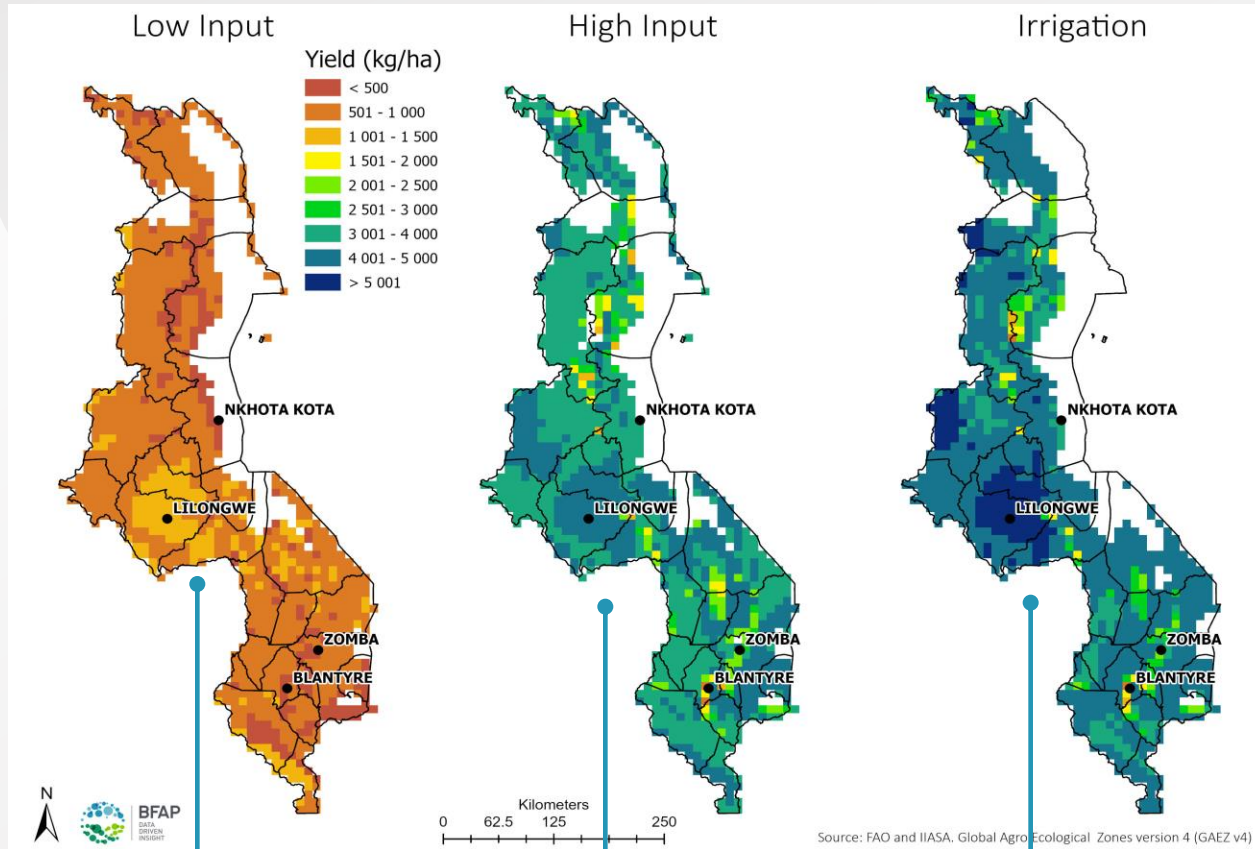 Low Input
High Input
Irrigation
Yield (kg/ha)
< 500
501 - 1 000
1 001 - 1 500
1 501 - 2 000
2 001 - 2 500
2 501 - 3 000
3 001 - 4 000
4 001 - 5 000
> 5 001
NKHOTA KOTA
LILONGWE
ZOMBA
BLANTYRE
NKHOTA KOTA
LILONGWE
ZOMBA
BLANTYRE
NKHOTA KOTA
LILONGWE
ZOMBA
BLANTYRE
N
BFAP
DATA
DRIVEN
INSIGHT
Kilometers
0 62.5 125 250
Source: FAO and IIASA. Global Agro Ecological Zones version 4 (GAEZ v4)